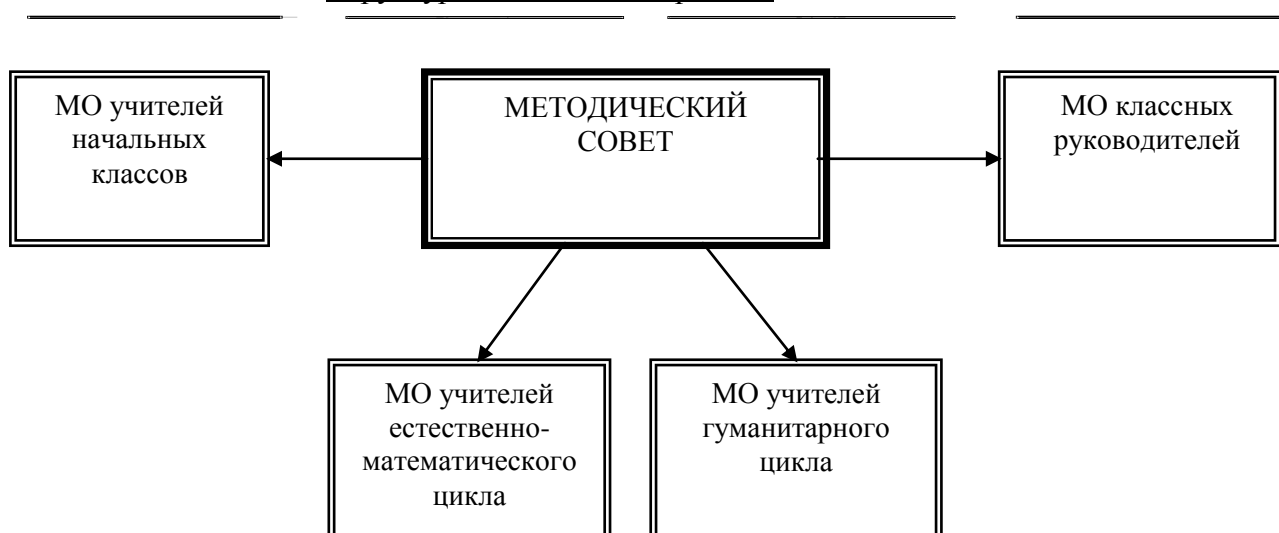 МО учителей
начальных
классов
МЕТОДИЧЕСКИЙ
СОВЕТ
МО классных
руководителей
МО учителей
естественно-
математического
цикла
МО учителей
гуманитарного
цикла